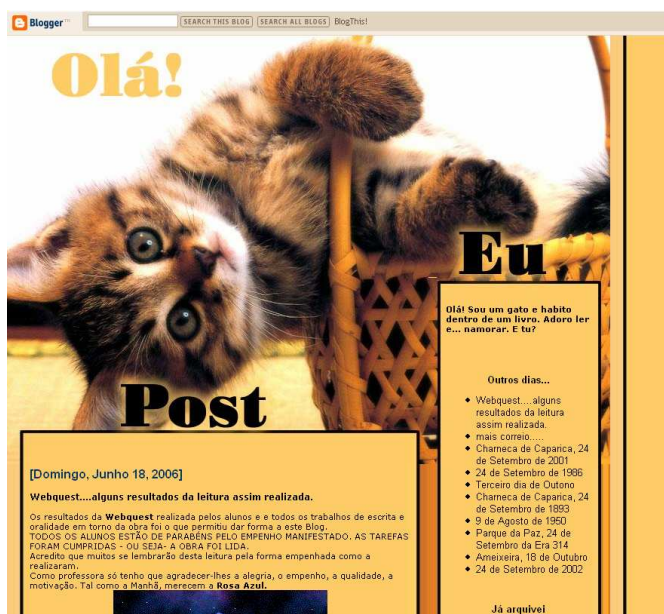 Blogger™ SEARCH THIS BLOG SEARCH ALL BLOGS BlogThis!
Olá!
Eu
Olá! Sou um gato e habito
dentro de um livro. Adoro ler
e... namorar. E tu?
Outros dias...
Webquest....alguns
resultados da leitura
assim realizada.
mais correio.....
Charneca de Caparica, 24
de Setembro de 2001
24 de Setembro de 1986
Terceiro dia de Outono
Charneca de Caparica, 24
de Setembro de 1893
9 de Agosto de 1950
Parque da Paz, 24 de
Setembro da Era 314
Ameixeira, 18 de Outubro
24 de Setembro de 2002
Já arquivei
Post
[Domingo, Junho 18, 2006]
Webquest....alguns resultados da leitura assim realizada.
Os resultados da Webquest realizada pelos alunos e e todos os trabalhos de escrita e
oralidade em torno da obra foi o que permitiu dar forma a este Blog.
TODOS OS ALUNOS ESTÃO DE PARABÉNS PELO EMPENHO MANIFESTADO. AS TAREFAS
FORAM CUMPRIDAS - OU SEJA- A OBRA FOI LIDA.
Acredito que muitos se lembrarão desta leitura pela forma empenhada como a
realizaram.
Como professora só tenho que agradecer-lhes a alegria, o empenho, a qualidade, a
motivação. Tal como a Manhã, merecem a Rosa Azul.